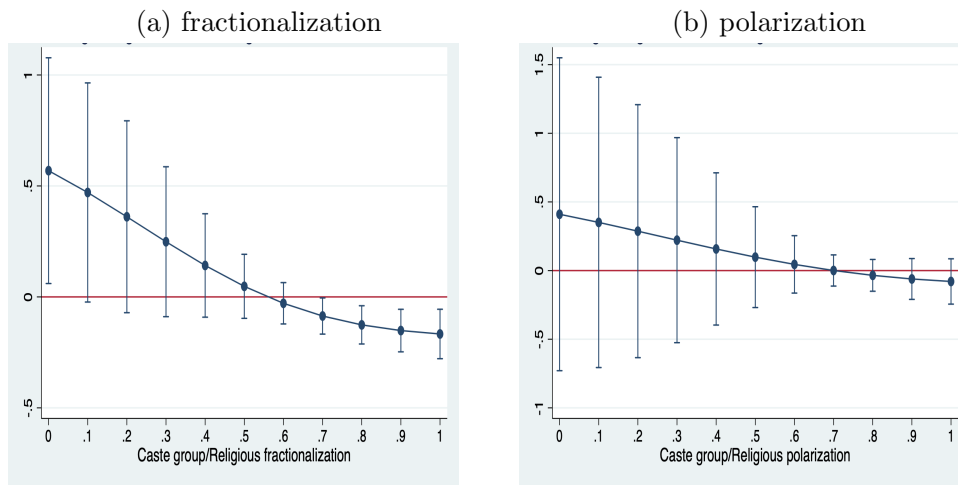 (a) fractionalization
(b) polarization
1
.5
0
-.5
0 .1 .2 .3 .4 .5 .6 .7 .8 .9 1
Caste group/Religious fractionalization
1.5
1
.5
0
-.5
-1
0 .1 .2 .3 .4 .5 .6 .7 .8 .9 1
Caste group/Religious polarization